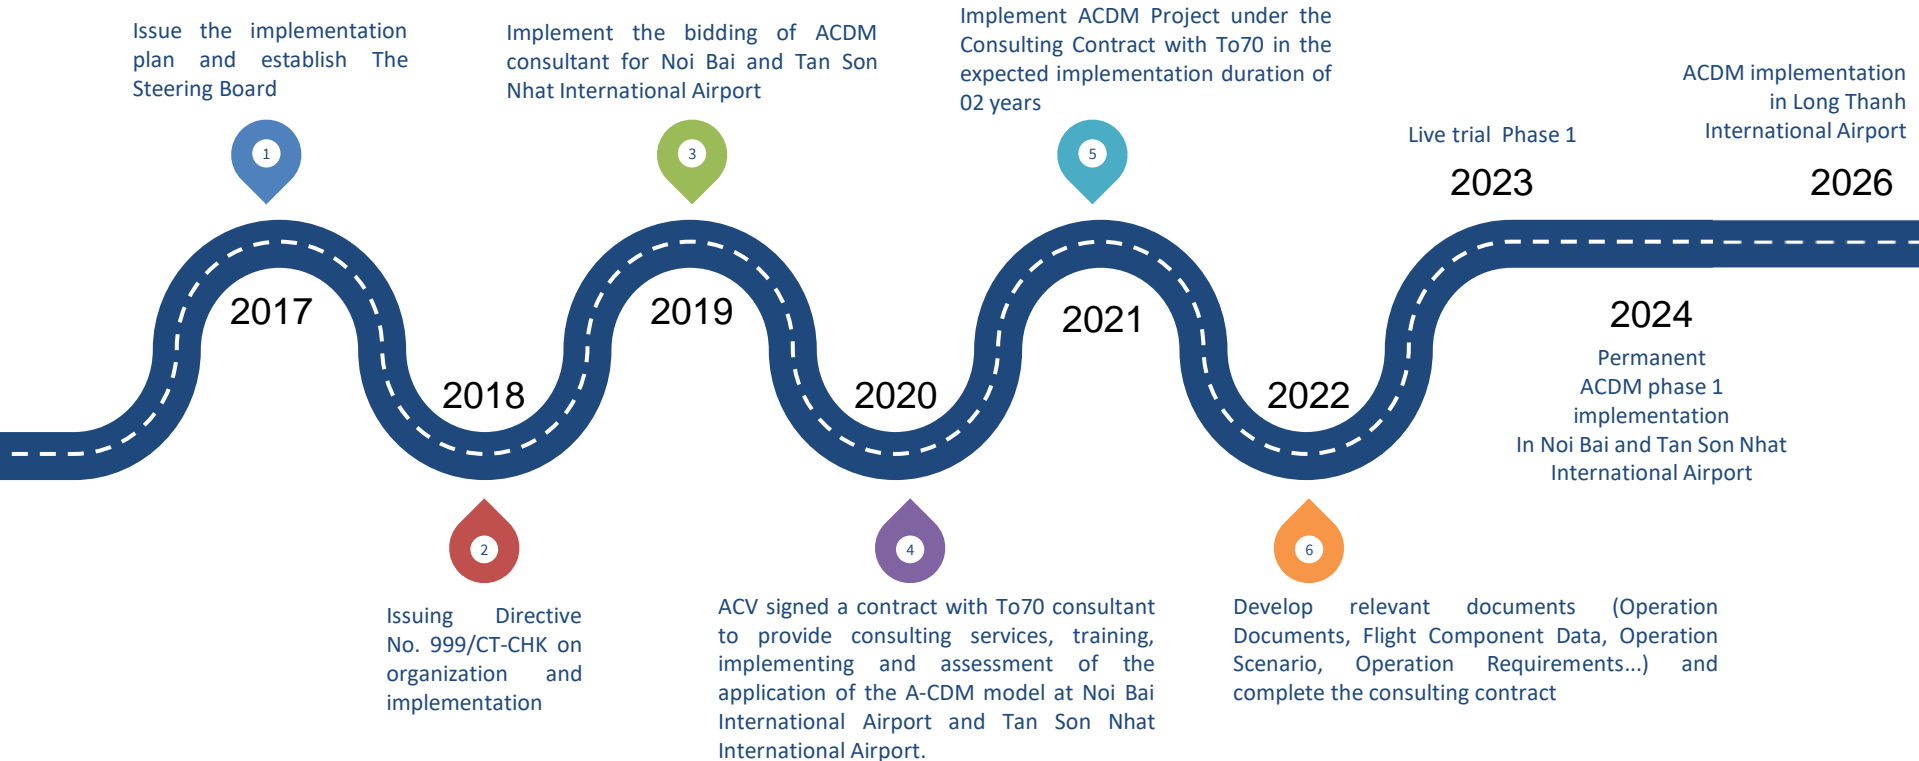 Issue the implementation
plan and establish The
Steering Board
1
2017
2018
2
Issuing Directive
No. 999/CT-CHK on
organization and
implementation
Implement the bidding of ACDM
consultant for Noi Bai and Tan Son
Nhat International Airport
3
2019
2020
4
ACV signed a contract with To70 consultant
to provide consulting services, training,
implementing and assessment of the
application of the A-CDM model at Noi Bai
International Airport and Tan Son Nhat
International Airport.
Implement ACDM Project under the
Consulting Contract with To70 in the
expected implementation duration of
02 years
5
2021
2022
6
Develop relevant documents (Operation
Documents, Flight Component Data, Operation
Scenario, Operation Requirements...) and
complete the consulting contract
Live trial Phase 1
2023
2024
Permanent
ACDM phase 1
implementation
In Noi Bai and Tan Son Nhat
International Airport
ACDM implementation
in Long Thanh
International Airport
2026